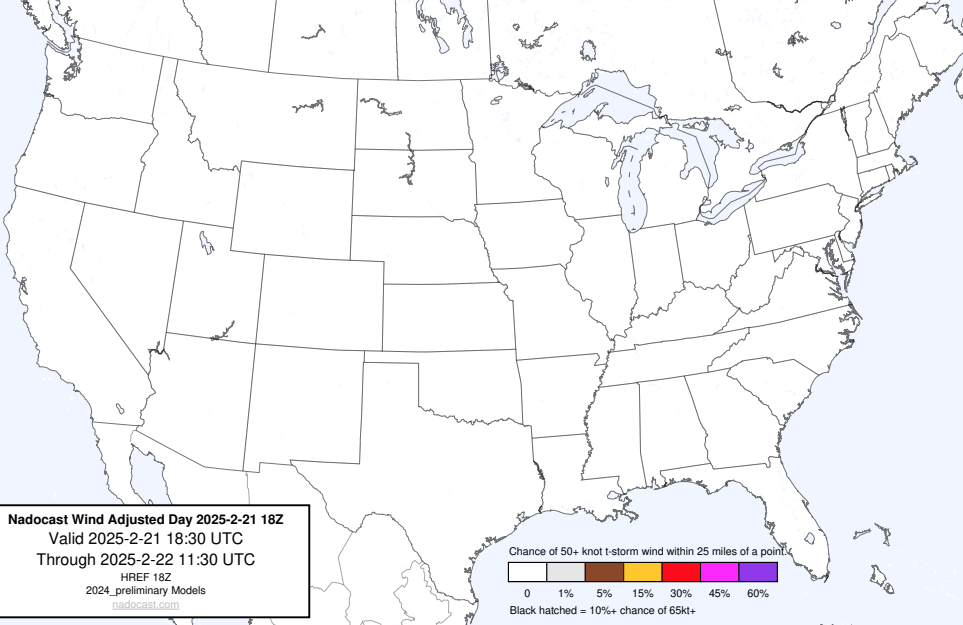 Nadocast Wind Adjusted Day 2025-2-21 18Z
Valid 2025-2-21 18:30 UTC
Through 2025-2-22 11:30 UTC
HREF 18Z
2024_preliminary Models
nadocast.com
Chance of 50+ knot t-storm wind within 25 miles of a point.
0 1% 5% 15% 30% 45% 60%
Black hatched = 10%+ chance of 65kt+